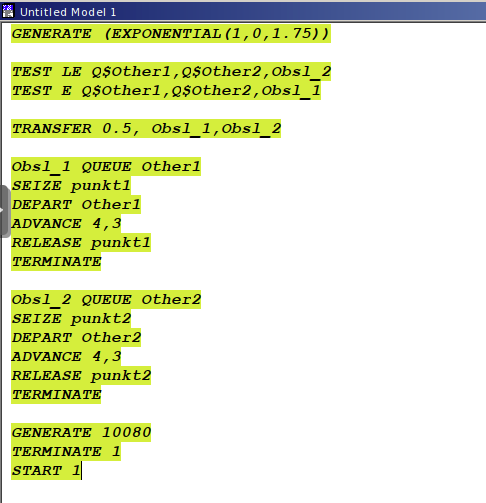 Untitled Model 1
GENERATE (EXPONENTIAL(1,0,1.75))
TEST LE Q$Other1,Q$Other2,Obsl_2
TEST E Q$Other1,Q$Other2,Obsl_1
TRANSFER 0.5, Obsl_1,Obsl_2
Obsl_1 QUEUE Other1
SEIZE punkt1
DEPART Other1
ADVANCE 4,3
RELEASE punkt1
TERMINATE
Obsl_2 QUEUE Other2
SEIZE punkt2
DEPART Other2
ADVANCE 4,3
RELEASE punkt2
TERMINATE
GENERATE 10080
TERMINATE 1
START 1